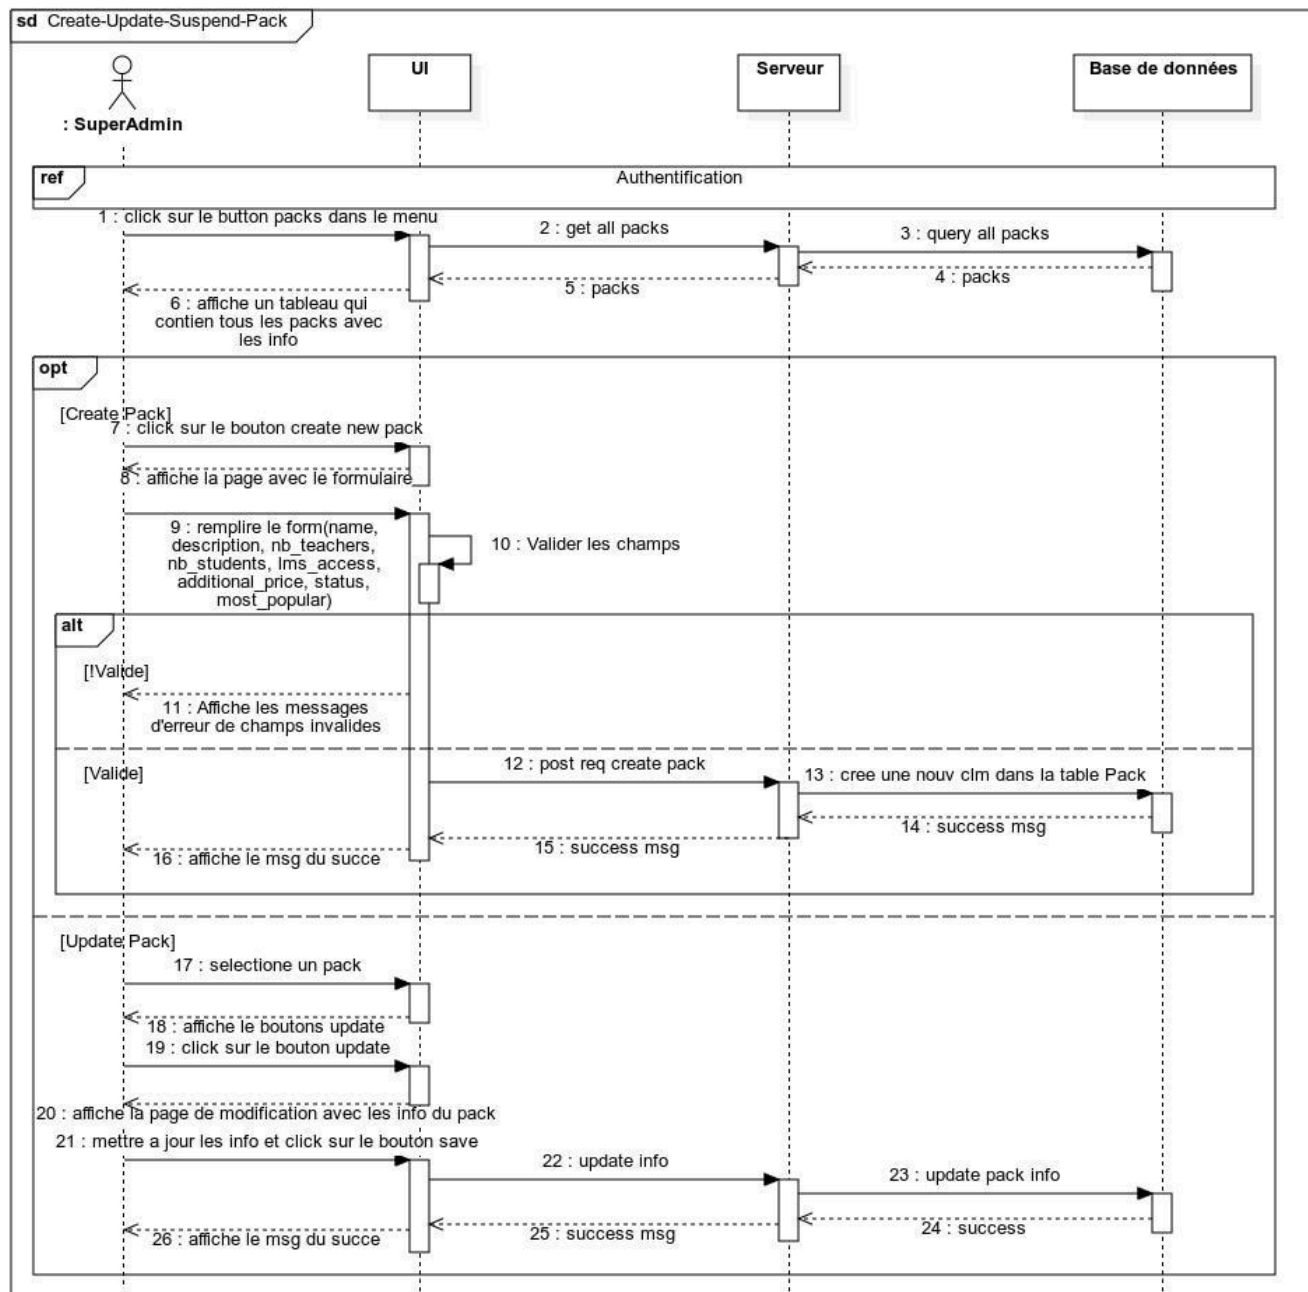 sd Create-Update-Suspend-Pack
: SuperAdmin
UI
Serveur
Base de données
ref
Authentification
1 : click sur le button packs dans le menu
2 : get all packs
3 : query all packs
4 : packs
5 : packs
6 : affiche un tableau qui
contien tous les packs avec
les info
opt
[Create Pack]
7 : click sur le bouton create new pack
8 : affiche la page avec le formulaire
9 : remplire le form(name,
description, nb_teachers,
nb_students, lms_access,
additional_price, status,
most_popular)
10 : Valider les champs
alt
[!Valide]
11 : Affiche les messages
d'erreur de champs invalides
[Valide]
12 : post req create pack
13 : cree une nouv clm dans la table Pack
14 : success msg
15 : success msg
16 : affiche le msg du succe
[Update Pack]
17 : selectione un pack
18 : affiche le boutons update
19 : click sur le bouton update
20 : affiche la page de modification avec les info du pack
21 : mettre a jour les info et click sur le bouton save
22 : update info
23 : update pack info
24 : success
25 : success msg
26 : affiche le msg du succe